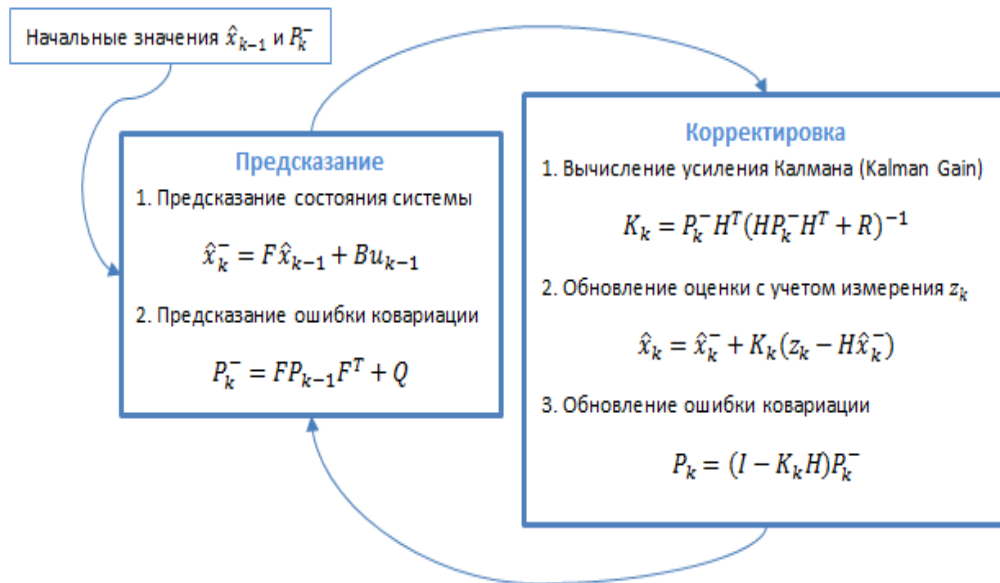 Начальные значения x̂ₖ₋₁ и Pₖ⁻
Предсказание
1. Предсказание состояния системы
x̂ₖ⁻ = Fx̂ₖ₋₁ + Buₖ₋₁
2. Предсказание ошибки ковариации
Pₖ⁻ = FPₖ₋₁Fᵀ + Q
Корректировка
1. Вычисление усиления Калмана (Kalman Gain)
Kₖ = Pₖ⁻Hᵀ(HPₖ⁻Hᵀ + R)⁻¹
2. Обновление оценки с учетом измерения zₖ
x̂ₖ = x̂ₖ⁻ + Kₖ(zₖ − Hx̂ₖ⁻)
3. Обновление ошибки ковариации
Pₖ = (I − KₖH)Pₖ⁻